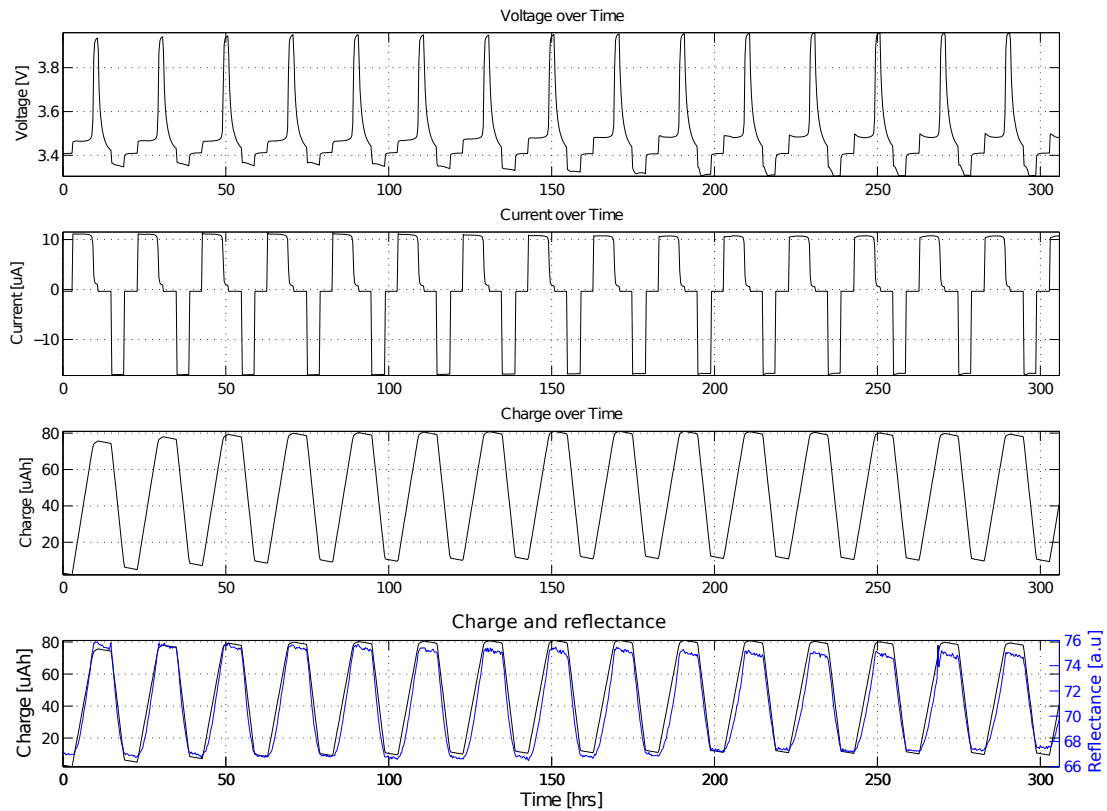 Voltage over Time
Voltage [V]
3.8
3.6
3.4
0 50 100 150 200 250 300
Current over Time
Current [uA]
10
0
−10
0 50 100 150 200 250 300
Charge over Time
Charge [uAh]
80
60
40
20
0 50 100 150 200 250 300
Charge and reflectance
Charge [uAh]
80
60
40
20
76
74
72
70
68
66
Reflectance [a.u]
0 50 100 150 200 250 300
Time [hrs]